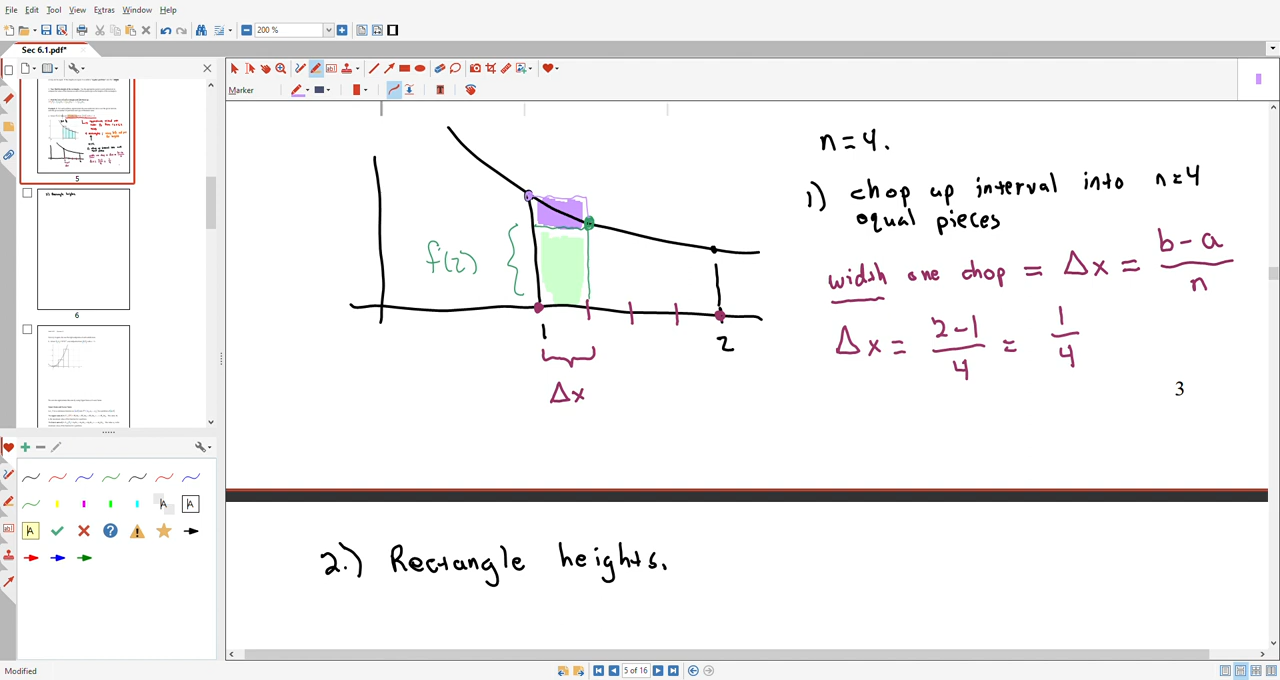 File Edit Tool View Extras Window Help
200 %
Sec 6.1.pdf*
Marker
5
6
n = 4.
1) chop up interval into n=4
equal pieces
width one chop = Δx = b-a/n
Δx = 2-1/4 = 1/4
f(2)
1
2
Δx
3
2.) Rectangle heights.
Modified
5 of 16